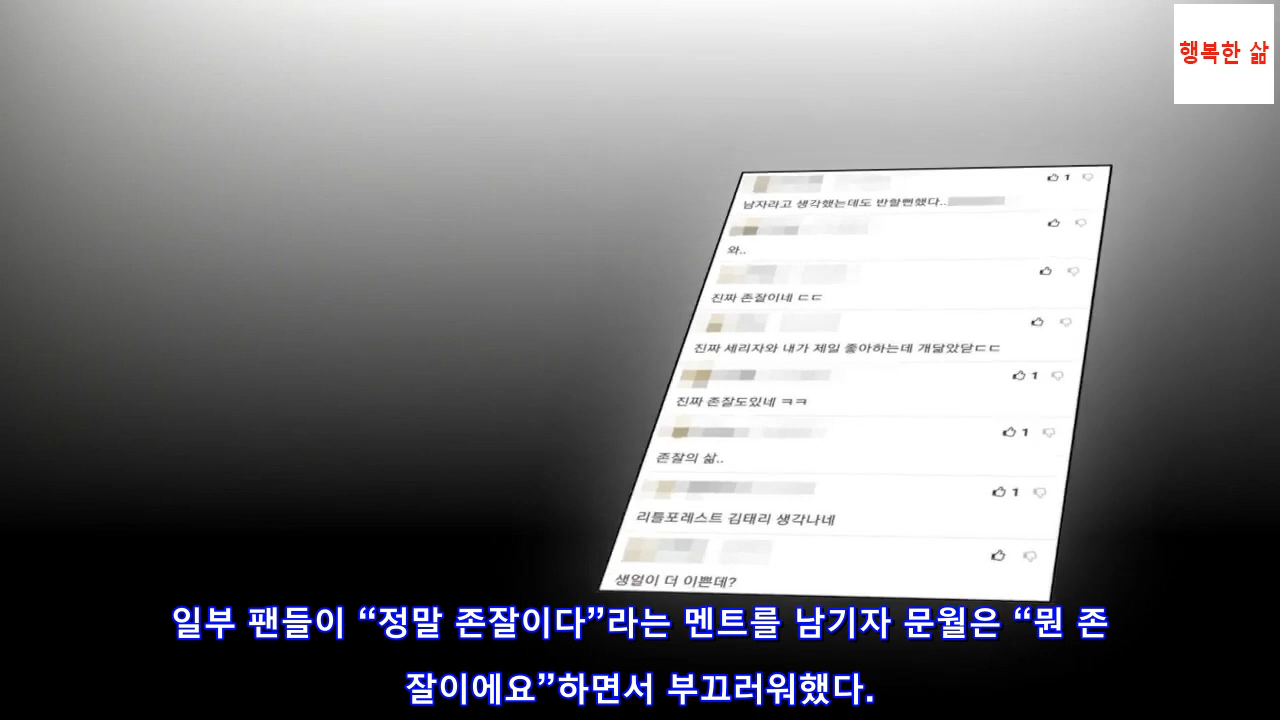 행복한 삶
1
남자라고 생각했는데도 반할뻔했다..
와..
진짜 존잘이네 ㄷㄷ
진짜 세리자와 내가 제일 좋아하는데 개닮았닫ㄷㄷ
1
진짜 존잘도있네 ㅋㅋ
1
존잘의 삶..
1
리틀포레스트 김태리 생각나네
생얼이 더 이쁜데?
일부 팬들이 “정말 존잘이다”라는 멘트를 남기자 문월은 “뭔 존
잘이에요”하면서 부끄러워했다.